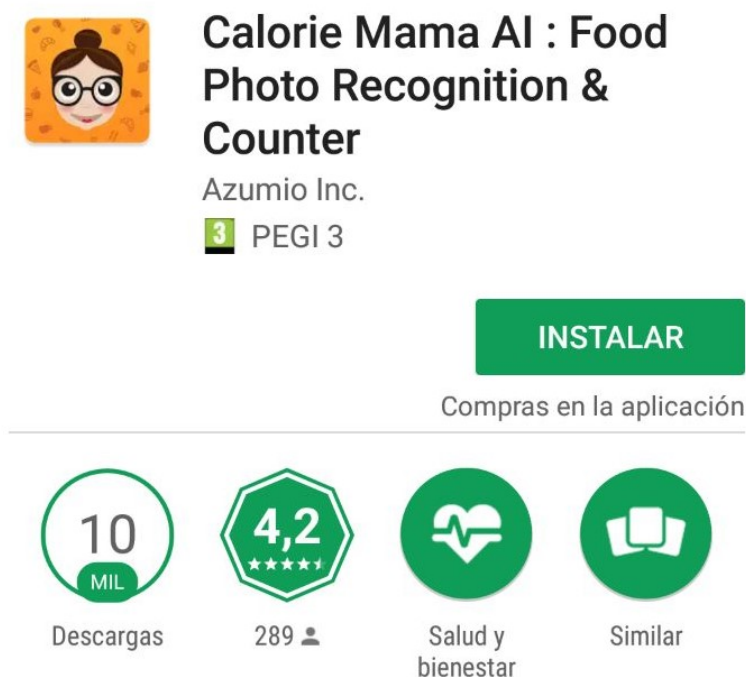 Calorie Mama AI : Food
Photo Recognition &
Counter
Azumio Inc.
3 PEGI 3
INSTALAR
Compras en la aplicación
10
MIL
Descargas
4,2
289
Salud y
bienestar
Similar